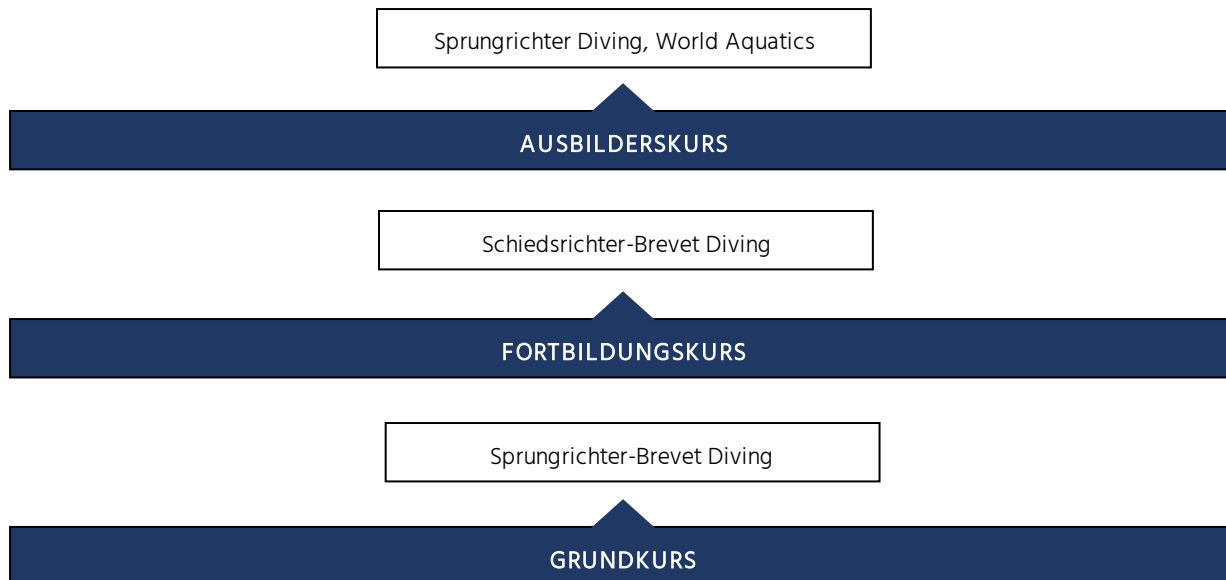 Sprungrichter Diving, World Aquatics
AUSBILDERSKURS
Schiedsrichter-Brevet Diving
FORTBILDUNGSKURS
Sprungrichter-Brevet Diving
GRUNDKURS